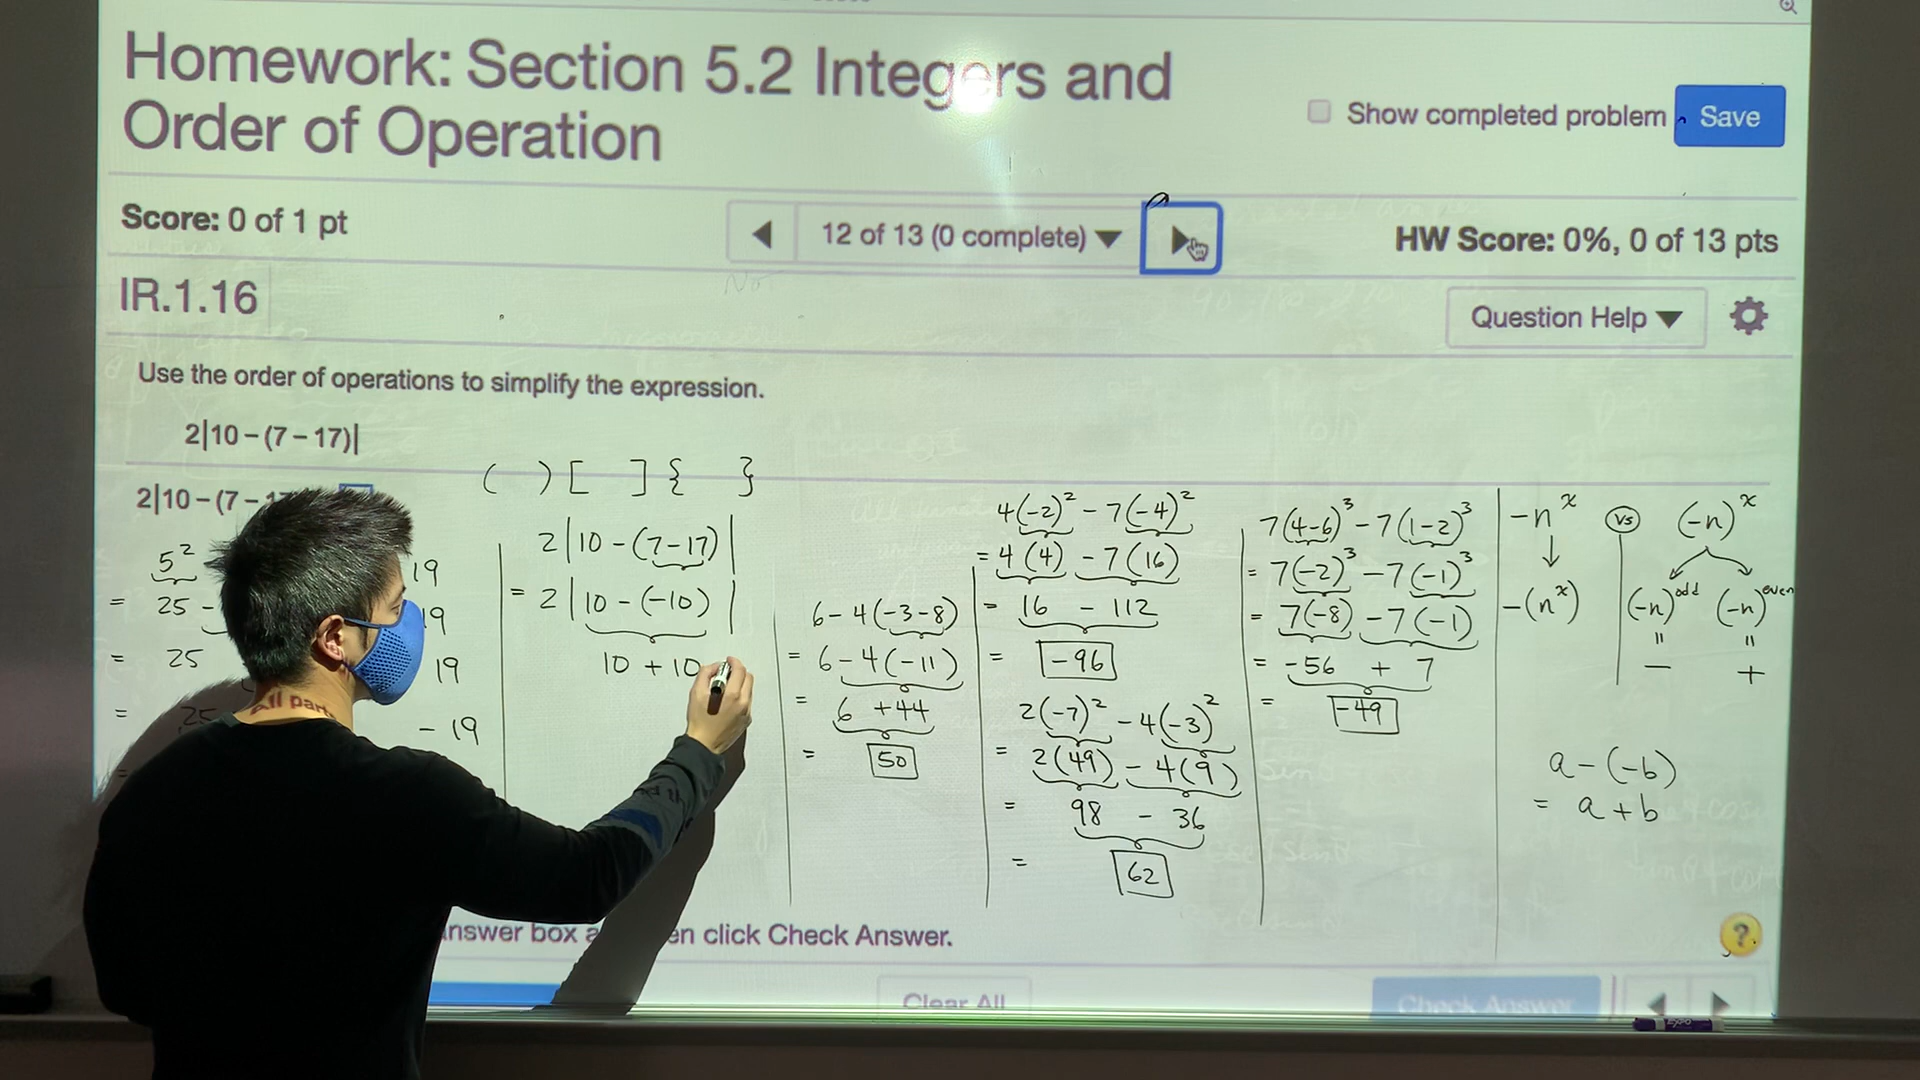 Homework: Section 5.2 Integers and
Order of Operation
Show completed problem
Save
Score: 0 of 1 pt
12 of 13 (0 complete)
HW Score: 0%, 0 of 13 pts
IR.1.16
Question Help
Use the order of operations to simplify the expression.
2|10 − (7 − 17)|
2|10 − (7 −
( ) [ ] { }
5²
19
= 25 −
19
= 25
19
= 25
− 19
=
2|10 − (7−17)|
= 2|10 − (−10)|
10 + 10
6 − 4(−3−8)
= 6 − 4(−11)
= 6 + 44
= 50
4(−2)² − 7(−4)²
= 4(4) − 7(16)
= 16 − 112
= −96
2(−7)² − 4(−3)²
= 2(49) − 4(9)
= 98 − 36
= 62
7(4−6)³ − 7(1−2)³
= 7(−2)³ − 7(−1)³
= 7(−8) − 7(−1)
= −56 + 7
= −49
−nˣ vs (−n)ˣ
−(nˣ) (−n)ᵒᵈᵈ (−n)ᵉᵛᵉⁿ
= =
− +
a − (−b)
= a + b
All part
nswer box a en click Check Answer.
?
Clear All
Check Answer
EXPO